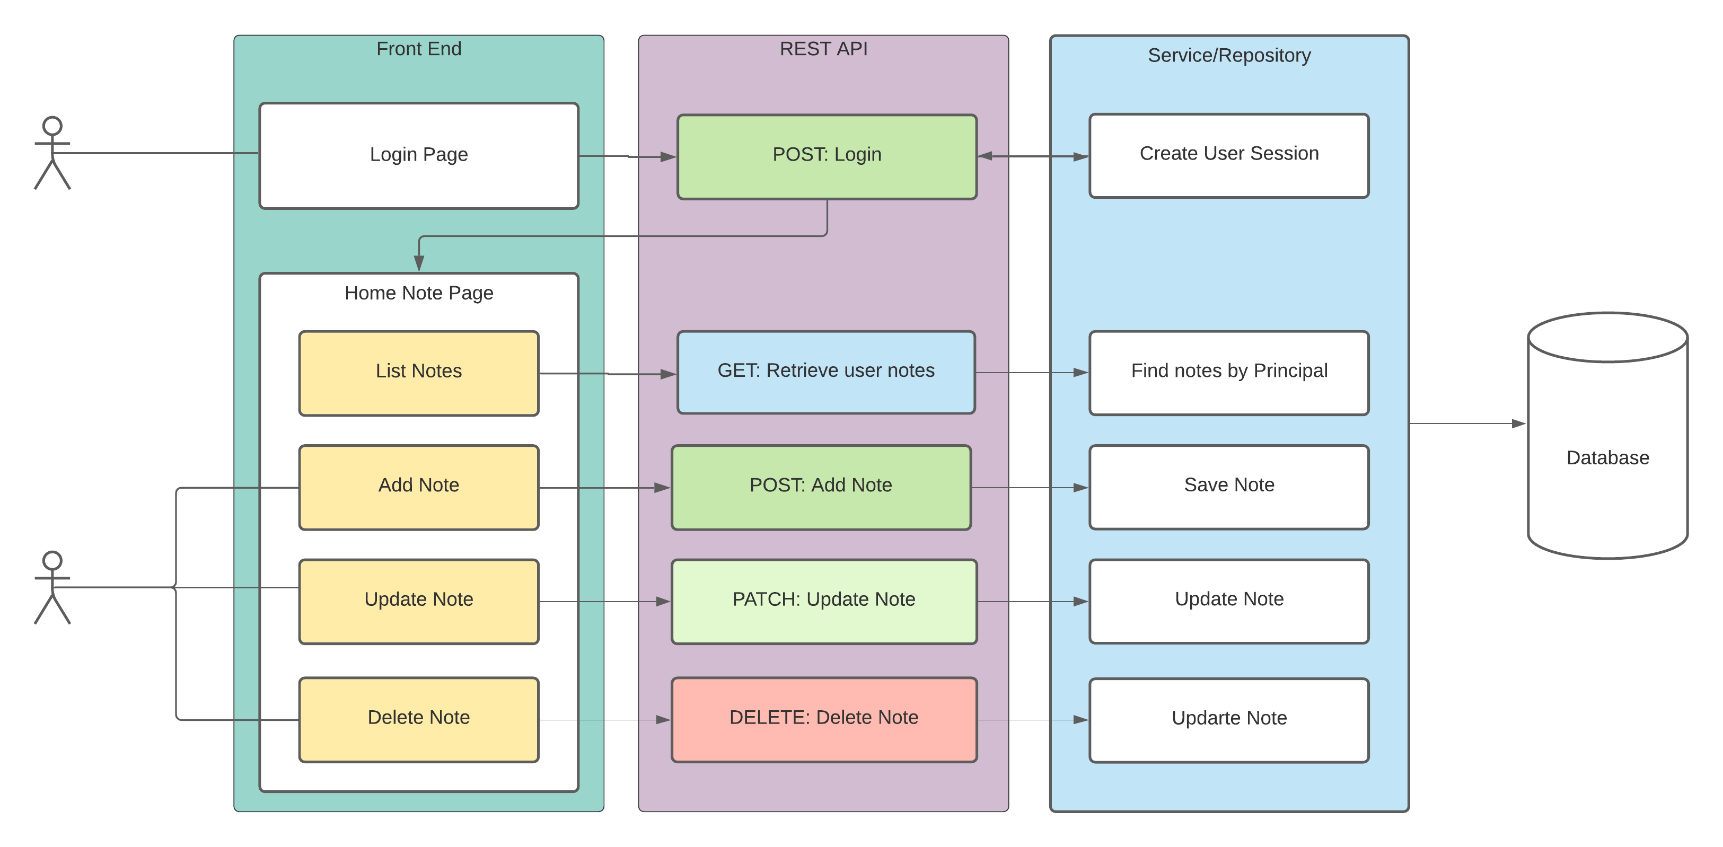 Front End
REST API
Service/Repository
Login Page
POST: Login
Create User Session
Home Note Page
List Notes
GET: Retrieve user notes
Find notes by Principal
Add Note
POST: Add Note
Save Note
Database
Update Note
PATCH: Update Note
Update Note
Delete Note
DELETE: Delete Note
Updarte Note